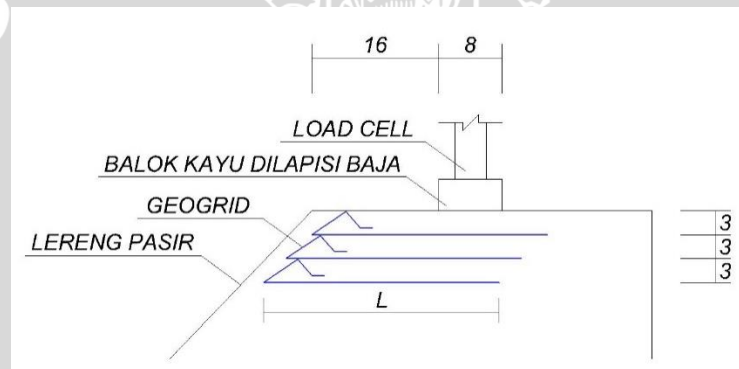 16
8
LOAD CELL
BALOK KAYU DILAPISI BAJA
GEOGRID
LERENG PASIR
3
3
3
L